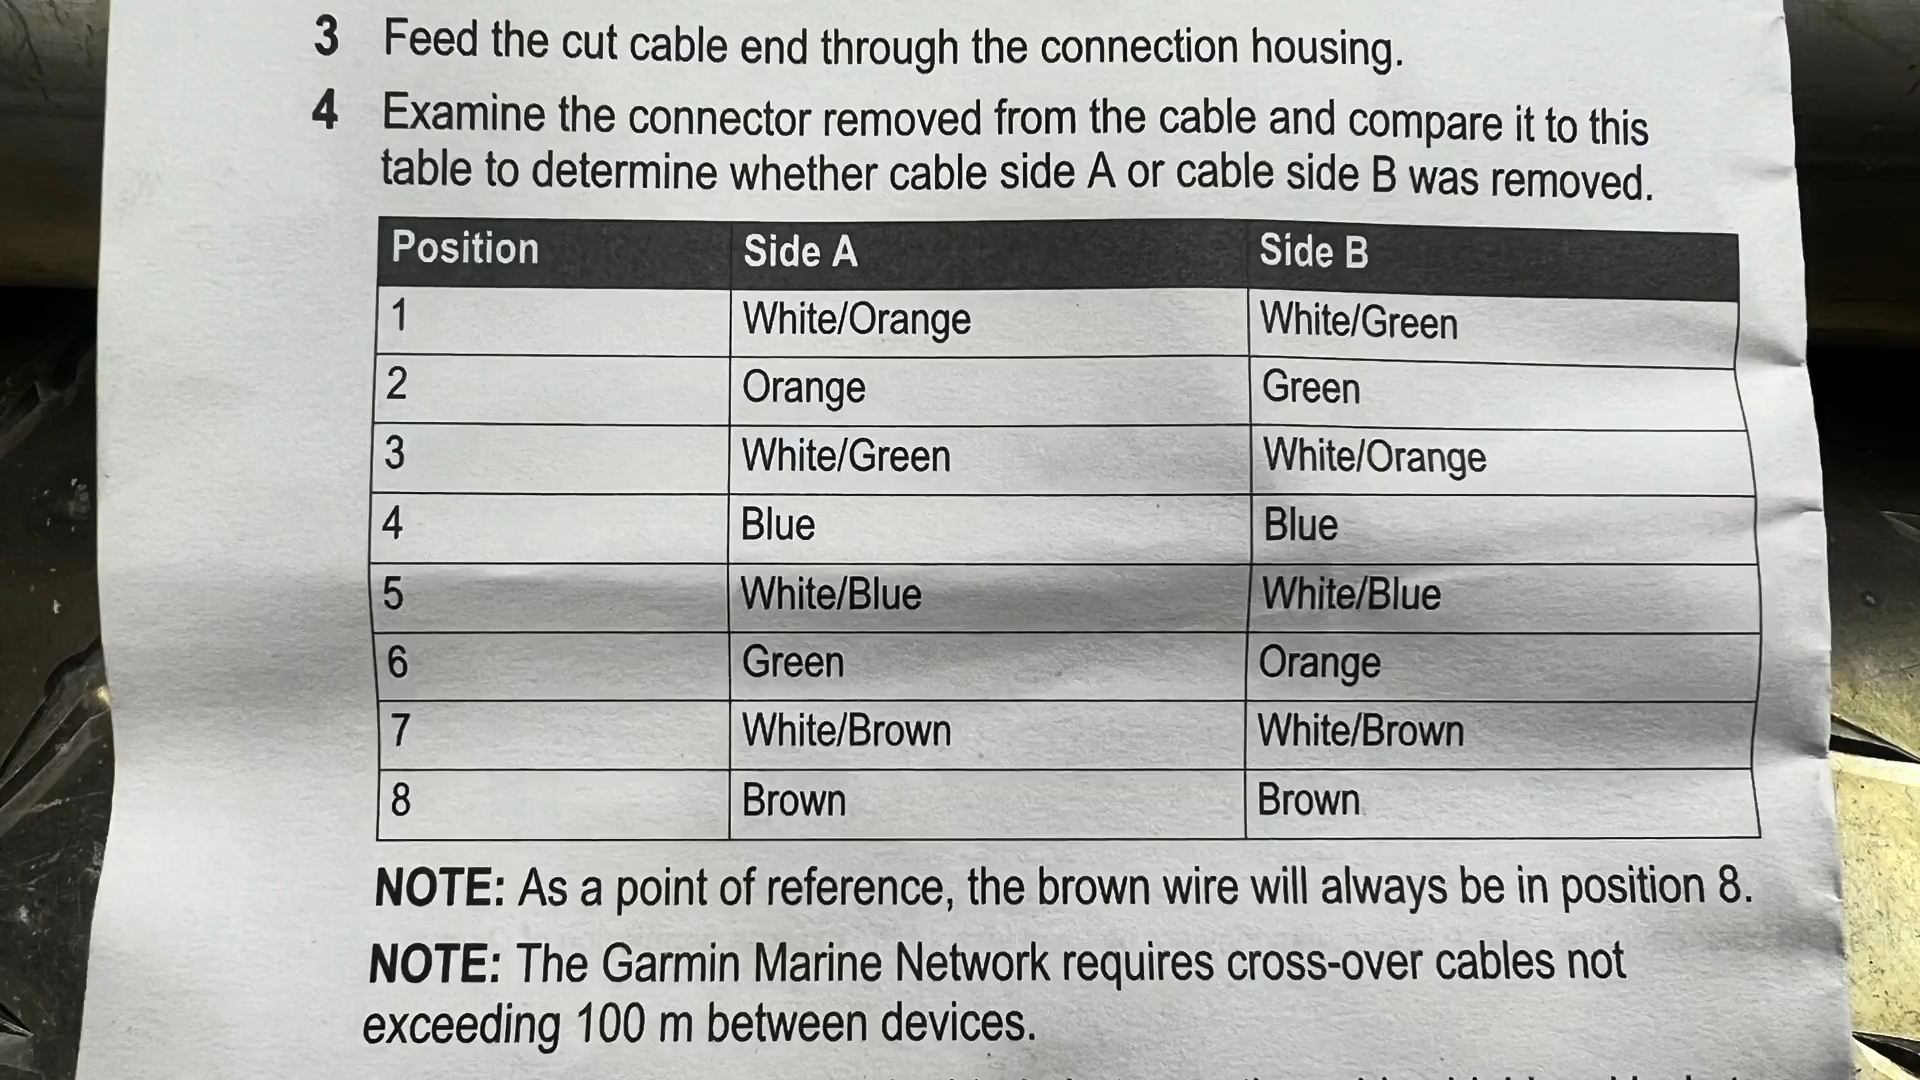 3 Feed the cut cable end through the connection housing.
4 Examine the connector removed from the cable and compare it to this
table to determine whether cable side A or cable side B was removed.
Position Side A Side B
1 White/Orange White/Green
2 Orange Green
3 White/Green White/Orange
4 Blue Blue
5 White/Blue White/Blue
6 Green Orange
7 White/Brown White/Brown
8 Brown Brown
NOTE: As a point of reference, the brown wire will always be in position 8.
NOTE: The Garmin Marine Network requires cross-over cables not
exceeding 100 m between devices.